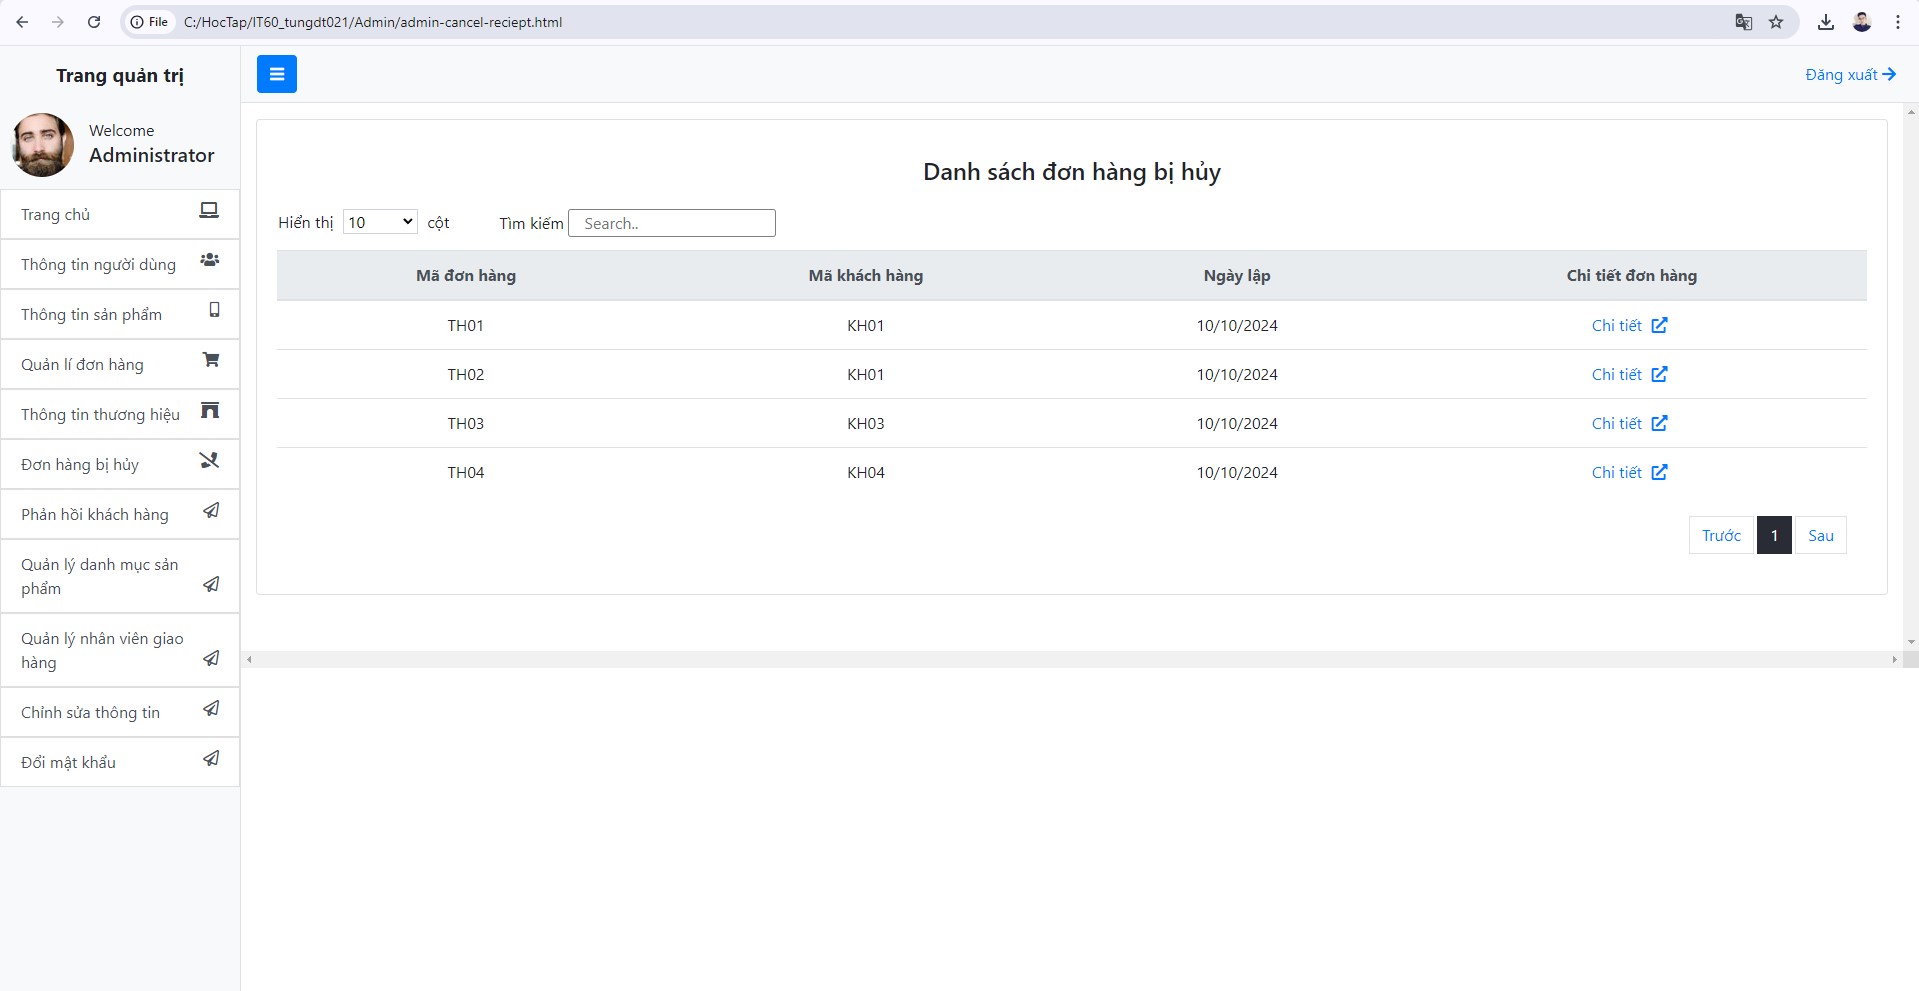 File C:/HocTap/IT60_tungdt021/Admin/admin-cancel-reciept.html
Trang quản trị
Welcome
Administrator
Trang chủ
Thông tin người dùng
Thông tin sản phẩm
Quản lí đơn hàng
Thông tin thương hiệu
Đơn hàng bị hủy
Phản hồi khách hàng
Quản lý danh mục sản
phẩm
Quản lý nhân viên giao
hàng
Chỉnh sửa thông tin
Đổi mật khẩu
Đăng xuất
Danh sách đơn hàng bị hủy
Hiển thị 10 cột Tìm kiếm Search..
Mã đơn hàng Mã khách hàng Ngày lập Chi tiết đơn hàng
TH01 KH01 10/10/2024 Chi tiết
TH02 KH01 10/10/2024 Chi tiết
TH03 KH03 10/10/2024 Chi tiết
TH04 KH04 10/10/2024 Chi tiết
Trước 1 Sau